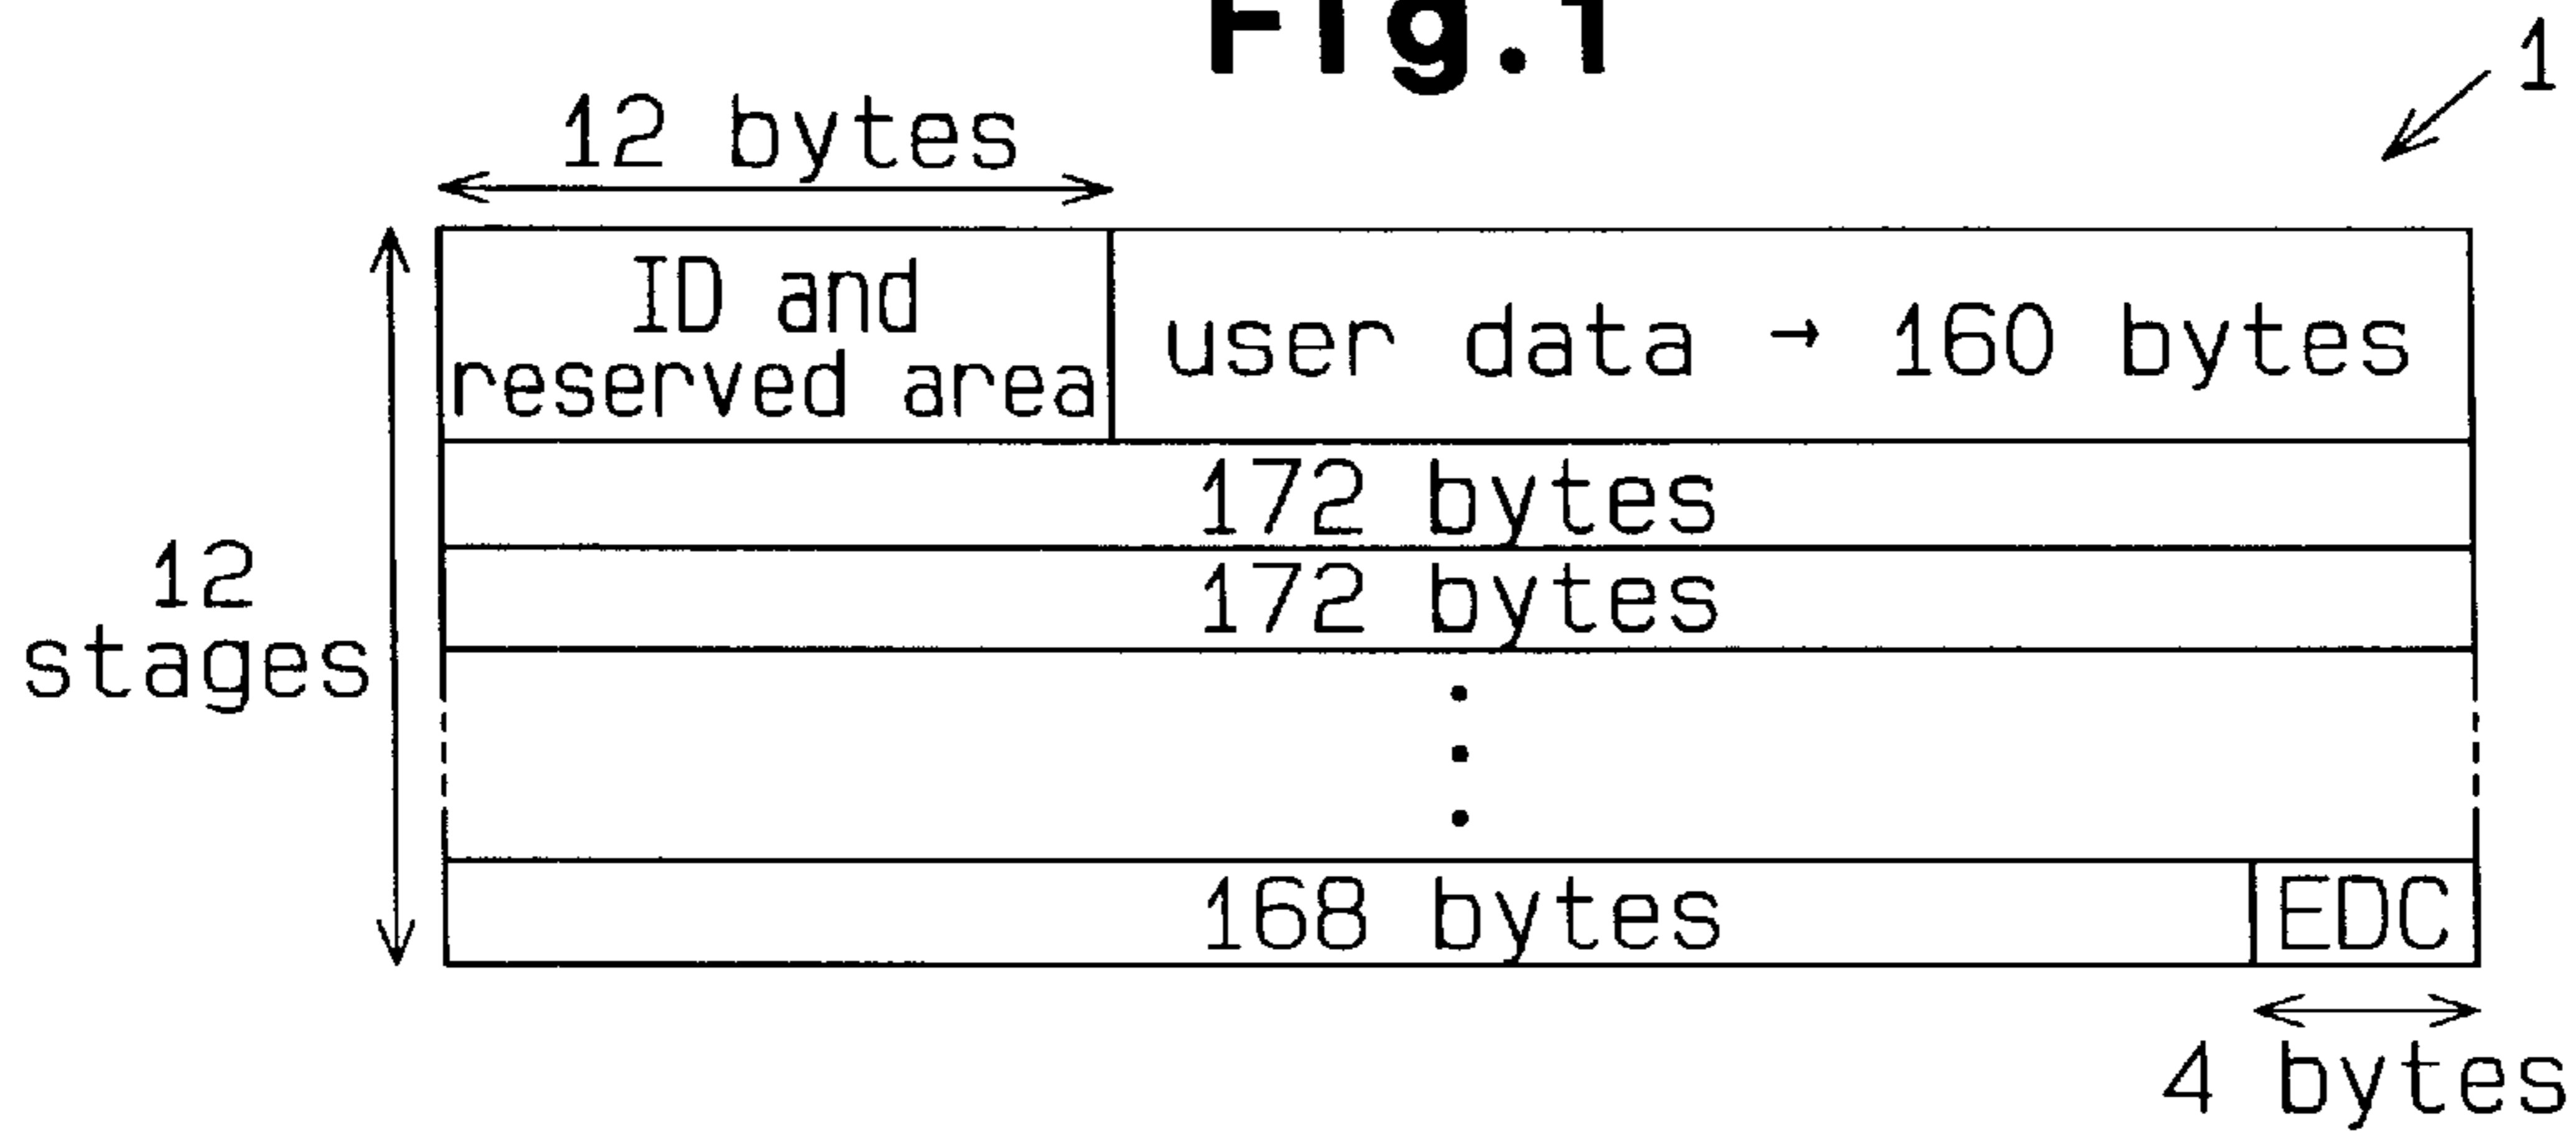 Fig.1
1
12 bytes
ID and
reserved area
user data → 160 bytes
172 bytes
172 bytes
12
stages
168 bytes
EDC
4 bytes